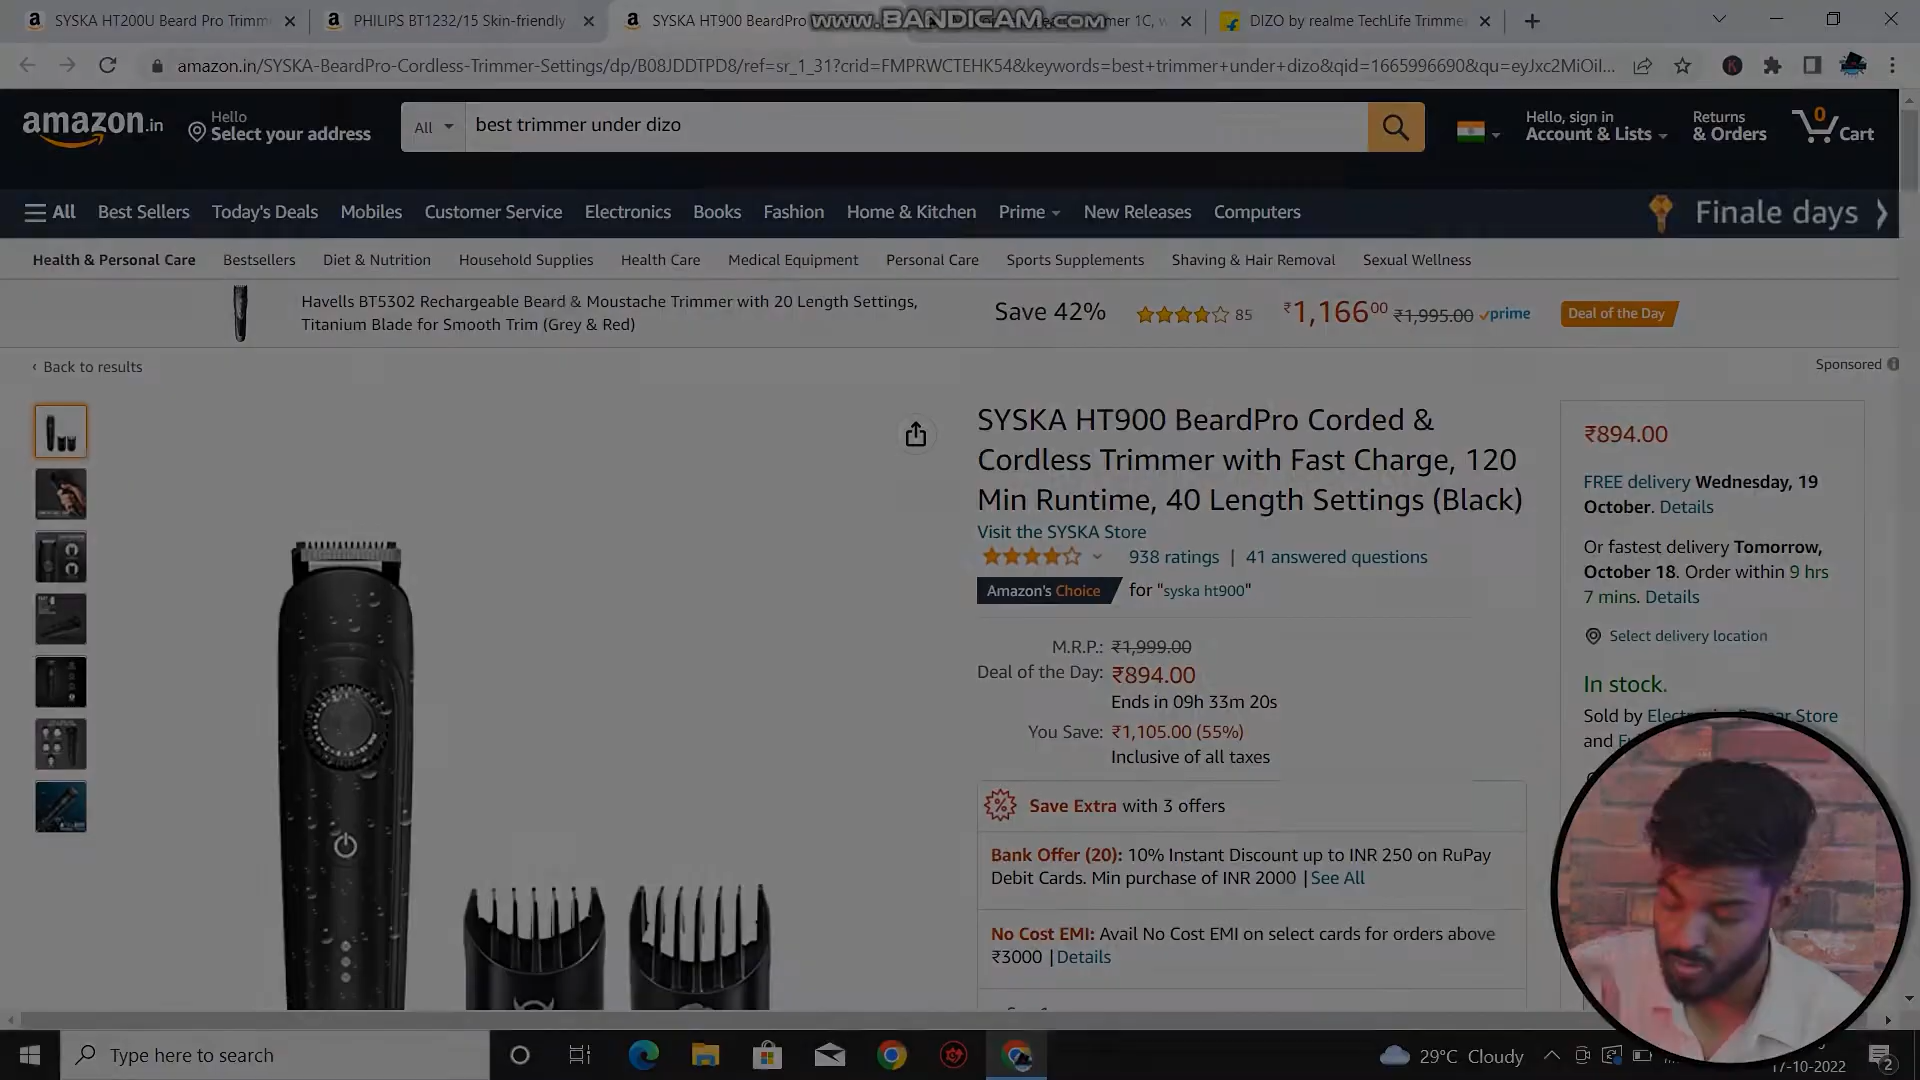 SYSKA HT200U Beard Pro Trimm
PHILIPS BT1232/15 Skin-friendly
SYSKA HT900 BeardPro
www.BANDICAM.com
mmer 1C, w
DIZO by realme TechLife Trimme
amazon.in/SYSKA-BeardPro-Cordless-Trimmer-Settings/dp/B08JDDTPD8/ref=sr_1_31?crid=FMPRWCTEHK54&keywords=best+trimmer+under+dizo&qid=1665996690&qu=eyJxc2MiOiI...
amazon.in
Hello
Select your address
All
best trimmer under dizo
Hello, sign in
Account & Lists
Returns
& Orders
0
Cart
All
Best Sellers
Today's Deals
Mobiles
Customer Service
Electronics
Books
Fashion
Home & Kitchen
Prime
New Releases
Computers
Finale days
Health & Personal Care
Bestsellers
Diet & Nutrition
Household Supplies
Health Care
Medical Equipment
Personal Care
Sports Supplements
Shaving & Hair Removal
Sexual Wellness
Havells BT5302 Rechargeable Beard & Moustache Trimmer with 20 Length Settings,
Titanium Blade for Smooth Trim (Grey & Red)
Save 42%
85
₹1,166⁰⁰ ₹1,995.00 prime
Deal of the Day
‹ Back to results
Sponsored
SYSKA HT900 BeardPro Corded &
Cordless Trimmer with Fast Charge, 120
Min Runtime, 40 Length Settings (Black)
Visit the SYSKA Store
938 ratings | 41 answered questions
Amazon's Choice for "syska ht900"
M.R.P.: ₹1,999.00
Deal of the Day: ₹894.00
Ends in 09h 33m 20s
You Save: ₹1,105.00 (55%)
Inclusive of all taxes
Save Extra with 3 offers
Bank Offer (20): 10% Instant Discount up to INR 250 on RuPay
Debit Cards. Min purchase of INR 2000 |See All
No Cost EMI: Avail No Cost EMI on select cards for orders above
₹3000 |Details
₹894.00
FREE delivery Wednesday, 19
October. Details
Or fastest delivery Tomorrow,
October 18. Order within 9 hrs
7 mins. Details
Select delivery location
In stock.
Sold by Store
and
Type here to search
29°C Cloudy
17-10-2022
2